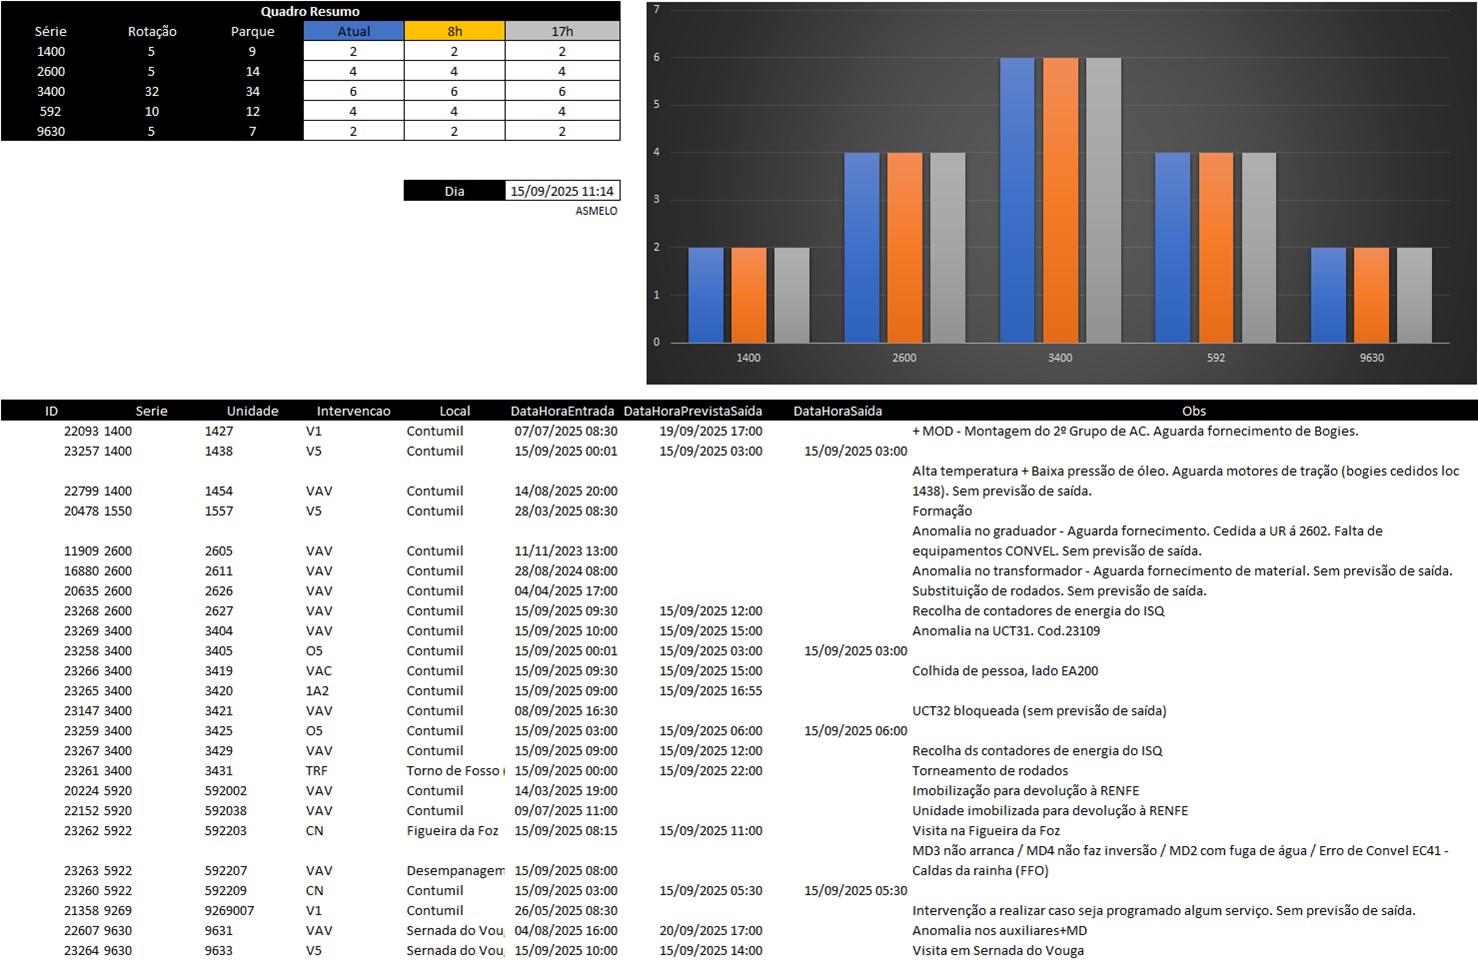 Quadro Resumo
Série Rotação Parque Atual 8h 17h
1400 5 9 2 2 2
2600 5 14 4 4 4
3400 32 34 6 6 6
592 10 12 4 4 4
9630 5 7 2 2 2
Dia 15/09/2025 11:14
ASMELO
7
6
5
4
3
2
1
0
1400 2600 3400 592 9630
ID Serie Unidade Intervencao Local DataHoraEntrada DataHoraPrevistaSaída DataHoraSaída Obs
22093 1400 1427 V1 Contumil 07/07/2025 08:30 19/09/2025 17:00 + MOD - Montagem do 2º Grupo de AC. Aguarda fornecimento de Bogies.
23257 1400 1438 V5 Contumil 15/09/2025 00:01 15/09/2025 03:00 15/09/2025 03:00
Alta temperatura + Baixa pressão de óleo. Aguarda motores de tração (bogies cedidos loc
22799 1400 1454 VAV Contumil 14/08/2025 20:00 1438). Sem previsão de saída.
20478 1550 1557 V5 Contumil 28/03/2025 08:30 Formação
Anomalia no graduador - Aguarda fornecimento. Cedida a UR á 2602. Falta de
11909 2600 2605 VAV Contumil 11/11/2023 13:00 equipamentos CONVEL. Sem previsão de saída.
16880 2600 2611 VAV Contumil 28/08/2024 08:00 Anomalia no transformador - Aguarda fornecimento de material. Sem previsão de saída.
20635 2600 2626 VAV Contumil 04/04/2025 17:00 Substituição de rodados. Sem previsão de saída.
23268 2600 2627 VAV Contumil 15/09/2025 09:30 15/09/2025 12:00 Recolha de contadores de energia do ISQ
23269 3400 3404 VAV Contumil 15/09/2025 10:00 15/09/2025 15:00 Anomalia na UCT31. Cod.23109
23258 3400 3405 O5 Contumil 15/09/2025 00:01 15/09/2025 03:00 15/09/2025 03:00
23266 3400 3419 VAC Contumil 15/09/2025 09:30 15/09/2025 15:00 Colhida de pessoa, lado EA200
23265 3400 3420 1A2 Contumil 15/09/2025 09:00 15/09/2025 16:55
23147 3400 3421 VAV Contumil 08/09/2025 16:30 UCT32 bloqueada (sem previsão de saída)
23259 3400 3425 O5 Contumil 15/09/2025 03:00 15/09/2025 06:00 15/09/2025 06:00
23267 3400 3429 VAV Contumil 15/09/2025 09:00 15/09/2025 12:00 Recolha ds contadores de energia do ISQ
23261 3400 3431 TRF Torno de Fosso ( 15/09/2025 00:00 15/09/2025 22:00 Torneamento de rodados
20224 5920 592002 VAV Contumil 14/03/2025 19:00 Imobilização para devolução à RENFE
22152 5920 592038 VAV Contumil 09/07/2025 11:00 Unidade imobilizada para devolução à RENFE
23262 5922 592203 CN Figueira da Foz 15/09/2025 08:15 15/09/2025 11:00 Visita na Figueira da Foz
MD3 não arranca / MD4 não faz inversão / MD2 com fuga de água / Erro de Convel EC41 -
23263 5922 592207 VAV Desempanagem 15/09/2025 08:00 Caldas da rainha (FFO)
23260 5922 592209 CN Contumil 15/09/2025 03:00 15/09/2025 05:30 15/09/2025 05:30
21358 9269 9269007 V1 Contumil 26/05/2025 08:30 Intervenção a realizar caso seja programado algum serviço. Sem previsão de saída.
22607 9630 9631 VAV Sernada do Vou 04/08/2025 16:00 20/09/2025 17:00 Anomalia nos auxiliares+MD
23264 9630 9633 V5 Sernada do Vou 15/09/2025 10:00 15/09/2025 14:00 Visita em Sernada do Vouga